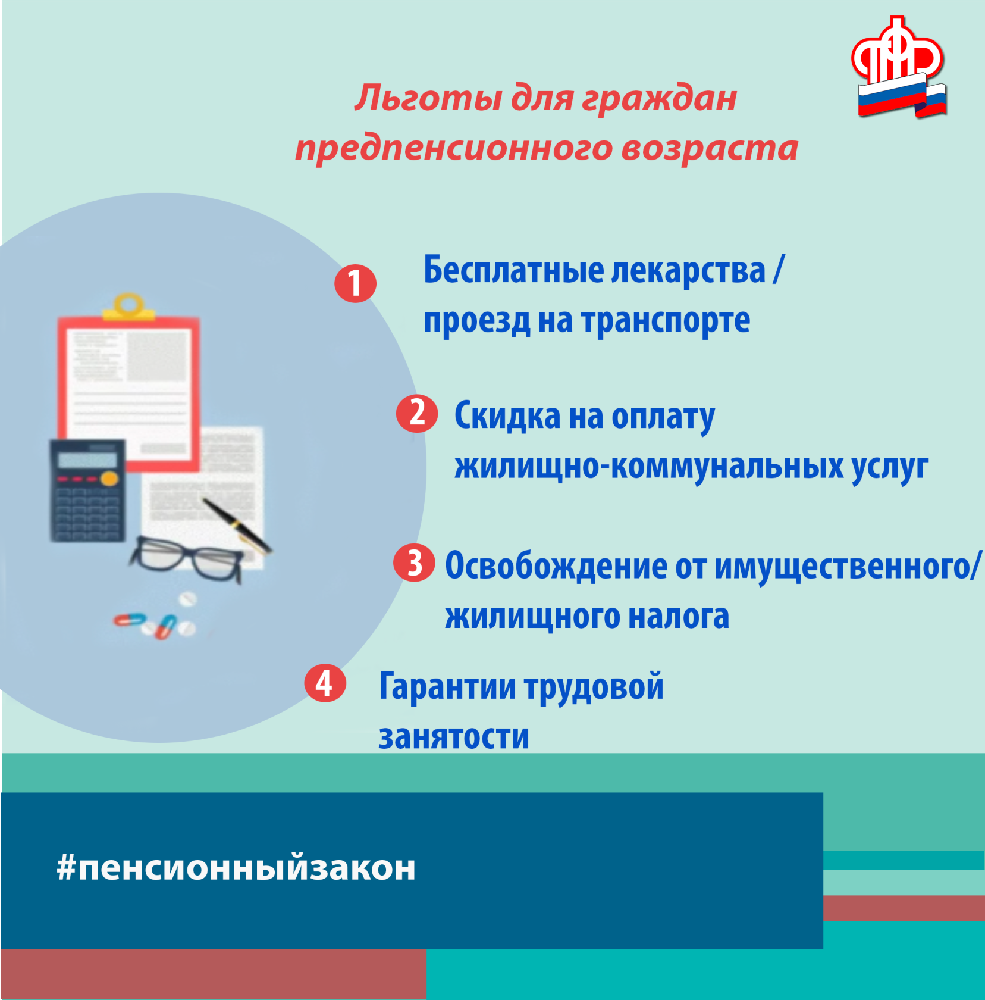 Льготы для граждан
предпенсионного возраста
1
Бесплатные лекарства /
проезд на транспорте
2
Скидка на оплату
жилищно-коммунальных услуг
3
Освобождение от имущественного/
жилищного налога
4
Гарантии трудовой
занятости
#пенсионныйзакон